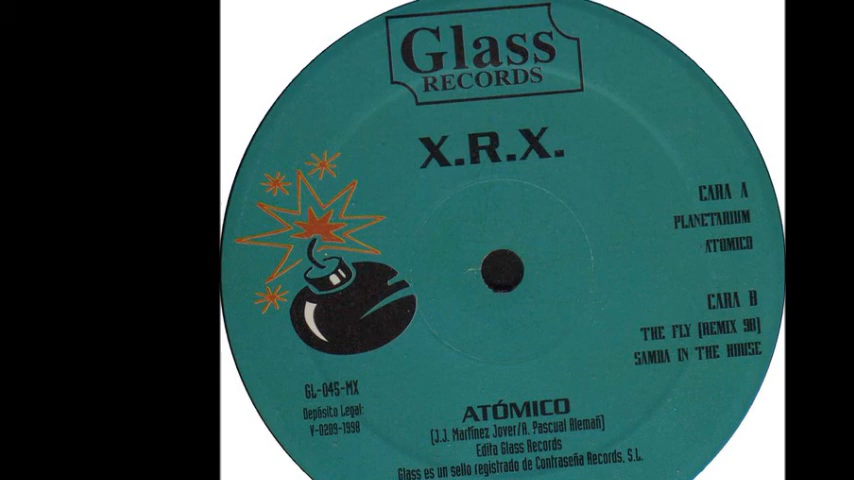 Glass
RECORDS
X.R.X.
CARA A
PLANETARIUM
ATOMICO
CARA B
THE FLY (REMIX 98)
SAMBA IN THE HOUSE
GL-045-MX
Depósito Legal:
V-0209-1998
ATÓMICO
(J.J. Martínez Jover/A. Pascual Alemañ)
Edita Glass Records
Glass es un sello registrado de Contraseña Records, S.L.